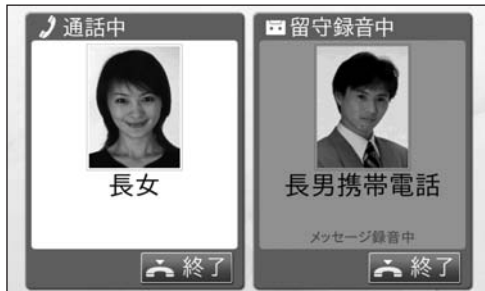 通話中
長女
終了
留守録音中
長男携帯電話
メッセージ録音中
終了